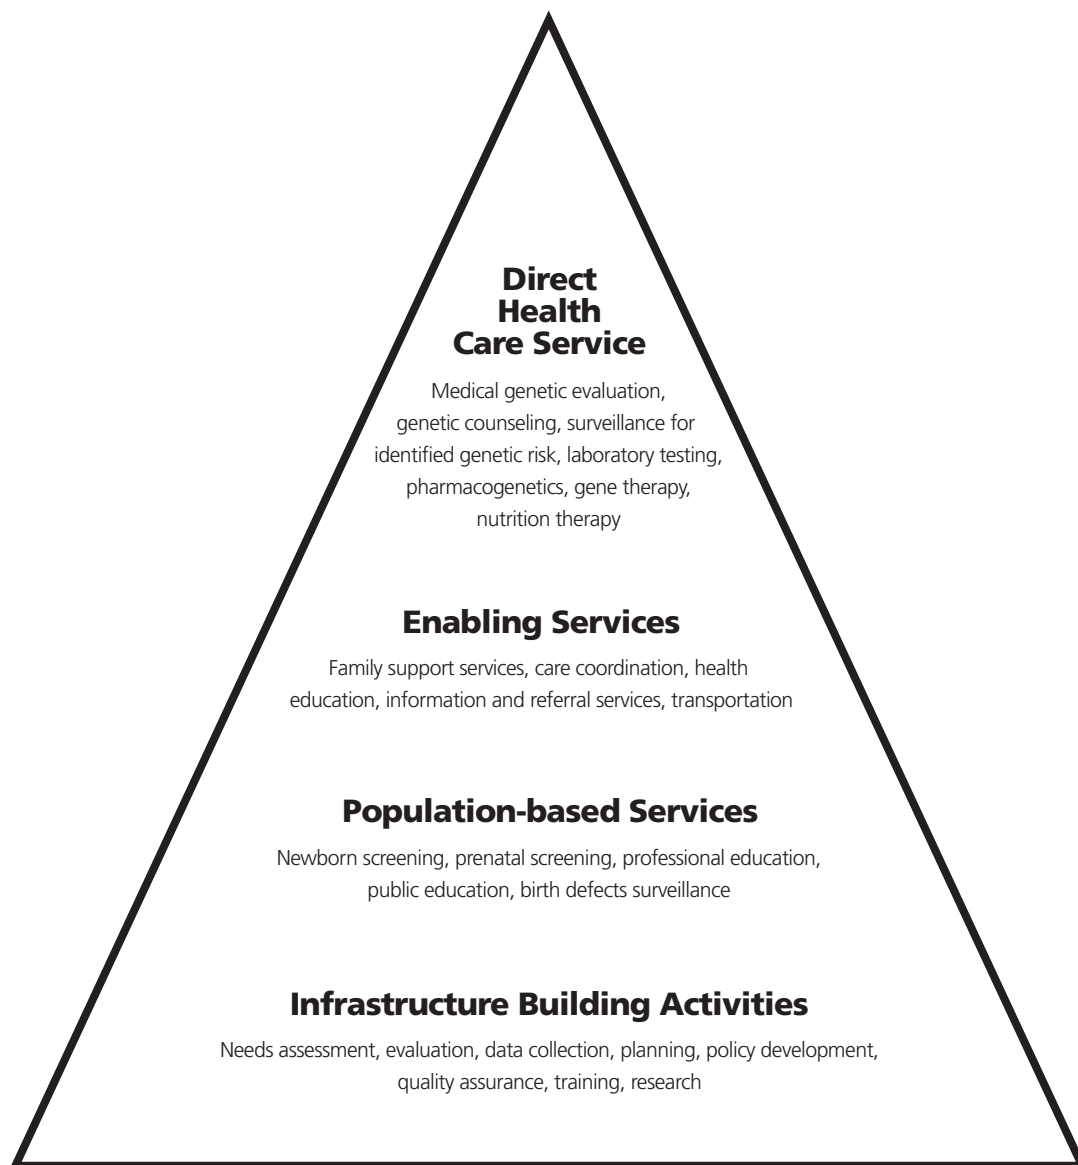 Direct
Health
Care Service
Medical genetic evaluation,
genetic counseling, surveillance for
identified genetic risk, laboratory testing,
pharmacogenetics, gene therapy,
nutrition therapy
Enabling Services
Family support services, care coordination, health
education, information and referral services, transportation
Population-based Services
Newborn screening, prenatal screening, professional education,
public education, birth defects surveillance
Infrastructure Building Activities
Needs assessment, evaluation, data collection, planning, policy development,
quality assurance, training, research